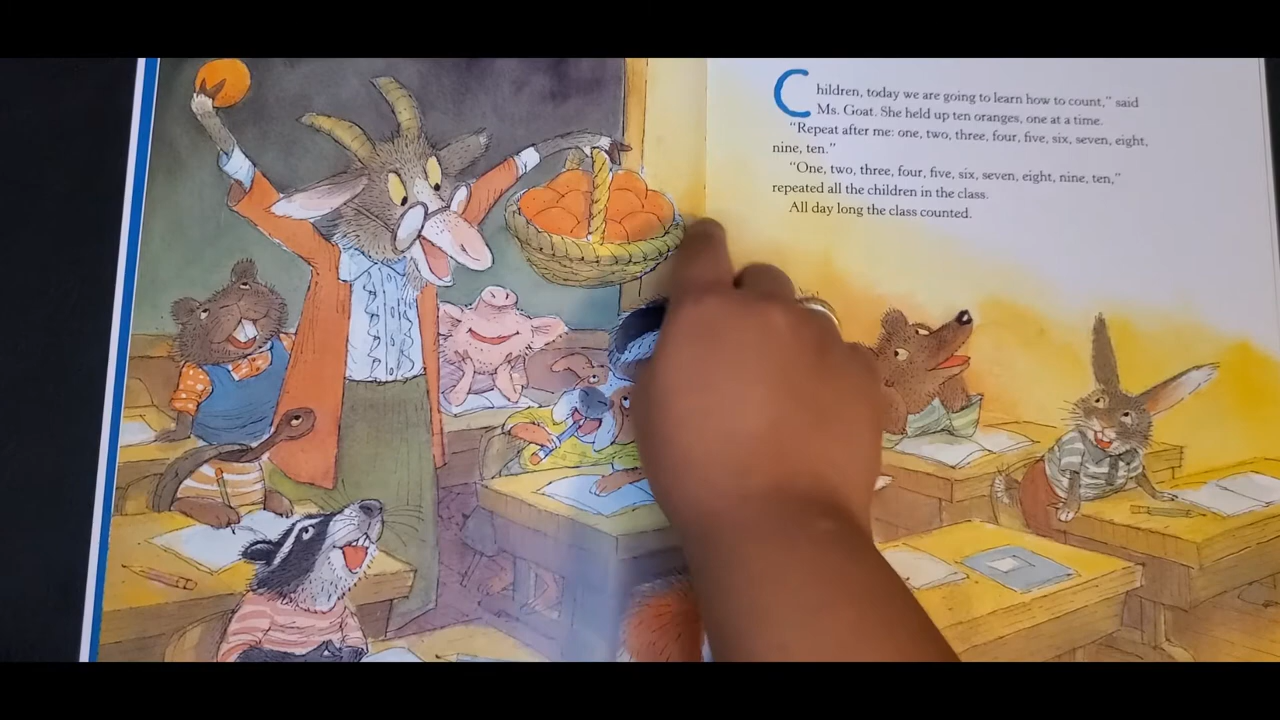 Children, today we are going to learn how to count," said
Ms. Goat. She held up ten oranges, one at a time.
"Repeat after me: one, two, three, four, five, six, seven, eight,
nine, ten."
"One, two, three, four, five, six, seven, eight, nine, ten,"
repeated all the children in the class.
All day long the class counted.